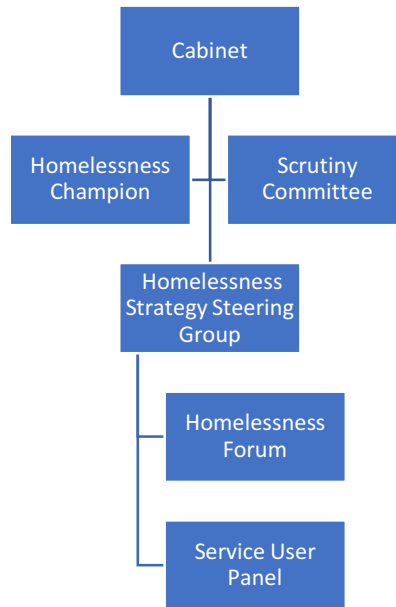 Cabinet
Homelessness
Champion
Scrutiny
Committee
Homelessness
Strategy Steering
Group
Homelessness
Forum
Service User
Panel